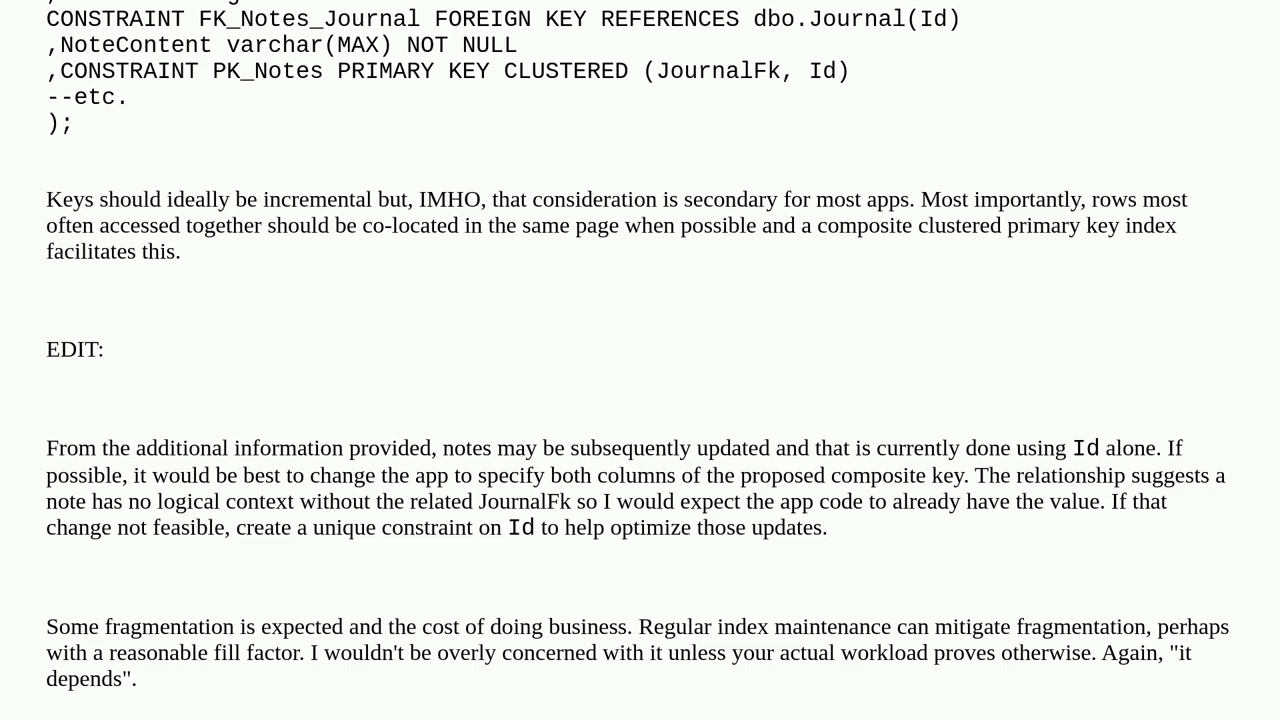 CONSTRAINT FK_Notes_Journal FOREIGN KEY REFERENCES dbo.Journal(Id)
,NoteContent varchar(MAX) NOT NULL
,CONSTRAINT PK_Notes PRIMARY KEY CLUSTERED (JournalFk, Id)
--etc.
);
Keys should ideally be incremental but, IMHO, that consideration is secondary for most apps. Most importantly, rows most
often accessed together should be co-located in the same page when possible and a composite clustered primary key index
facilitates this.
EDIT:
From the additional information provided, notes may be subsequently updated and that is currently done using Id alone. If
possible, it would be best to change the app to specify both columns of the proposed composite key. The relationship suggests a
note has no logical context without the related JournalFk so I would expect the app code to already have the value. If that
change not feasible, create a unique constraint on Id to help optimize those updates.
Some fragmentation is expected and the cost of doing business. Regular index maintenance can mitigate fragmentation, perhaps
with a reasonable fill factor. I wouldn't be overly concerned with it unless your actual workload proves otherwise. Again, "it
depends".